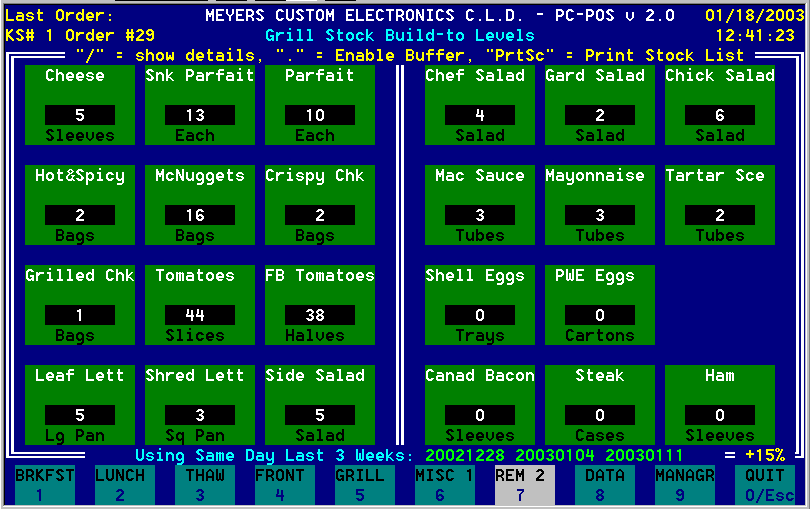 Last Order: MEYERS CUSTOM ELECTRONICS C.L.D. - PC-POS v 2.0 01/18/2003
KS# 1 Order #29 Grill Stock Build-to Levels 12:41:23
"/" = show details, "." = Enable Buffer, "PrtSc" = Print Stock List
Cheese Snk Parfait Parfait Chef Salad Gard Salad Chick Salad
5 13 10 4 2 6
Sleeves Each Each Salad Salad Salad
Hot&Spicy McNuggets Crispy Chk Mac Sauce Mayonnaise Tartar Sce
2 16 2 3 3 2
Bags Bags Bags Tubes Tubes Tubes
Grilled Chk Tomatoes FB Tomatoes Shell Eggs PWE Eggs
1 44 38 0 0
Bags Slices Halves Trays Cartons
Leaf Lett Shred Lett Side Salad Canad Bacon Steak Ham
5 3 5 0 0 0
Lg Pan Sq Pan Salad Sleeves Cases Sleeves
Using Same Day Last 3 Weeks: 20021228 20030104 20030111 = +15%
BRKFST LUNCH THAW FRONT GRILL MISC 1 REM 2 DATA MANAGR QUIT
1 2 3 4 5 6 7 8 9 0/Esc